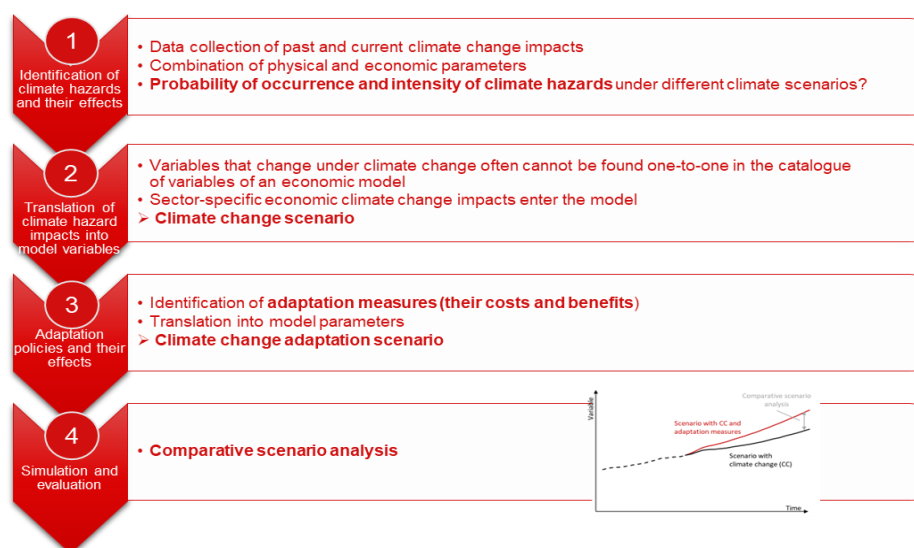 1
Identification of
climate hazards
and their effects
• Data collection of past and current climate change impacts
• Combination of physical and economic parameters
• Probability of occurrence and intensity of climate hazards under different climate scenarios?
2
Translation of
climate hazard
impacts into
model variables
• Variables that change under climate change often cannot be found one-to-one in the catalogue
of variables of an economic model
• Sector-specific economic climate change impacts enter the model
➢ Climate change scenario
3
Adaptation
policies and their
effects
• Identification of adaptation measures (their costs and benefits)
• Translation into model parameters
➢ Climate change adaptation scenario
4
Simulation and
evaluation
• Comparative scenario analysis
Variable
Comparative scenario
analysis
Scenario with CC and
adaptation measures
Scenario with
climate change (CC)
Time